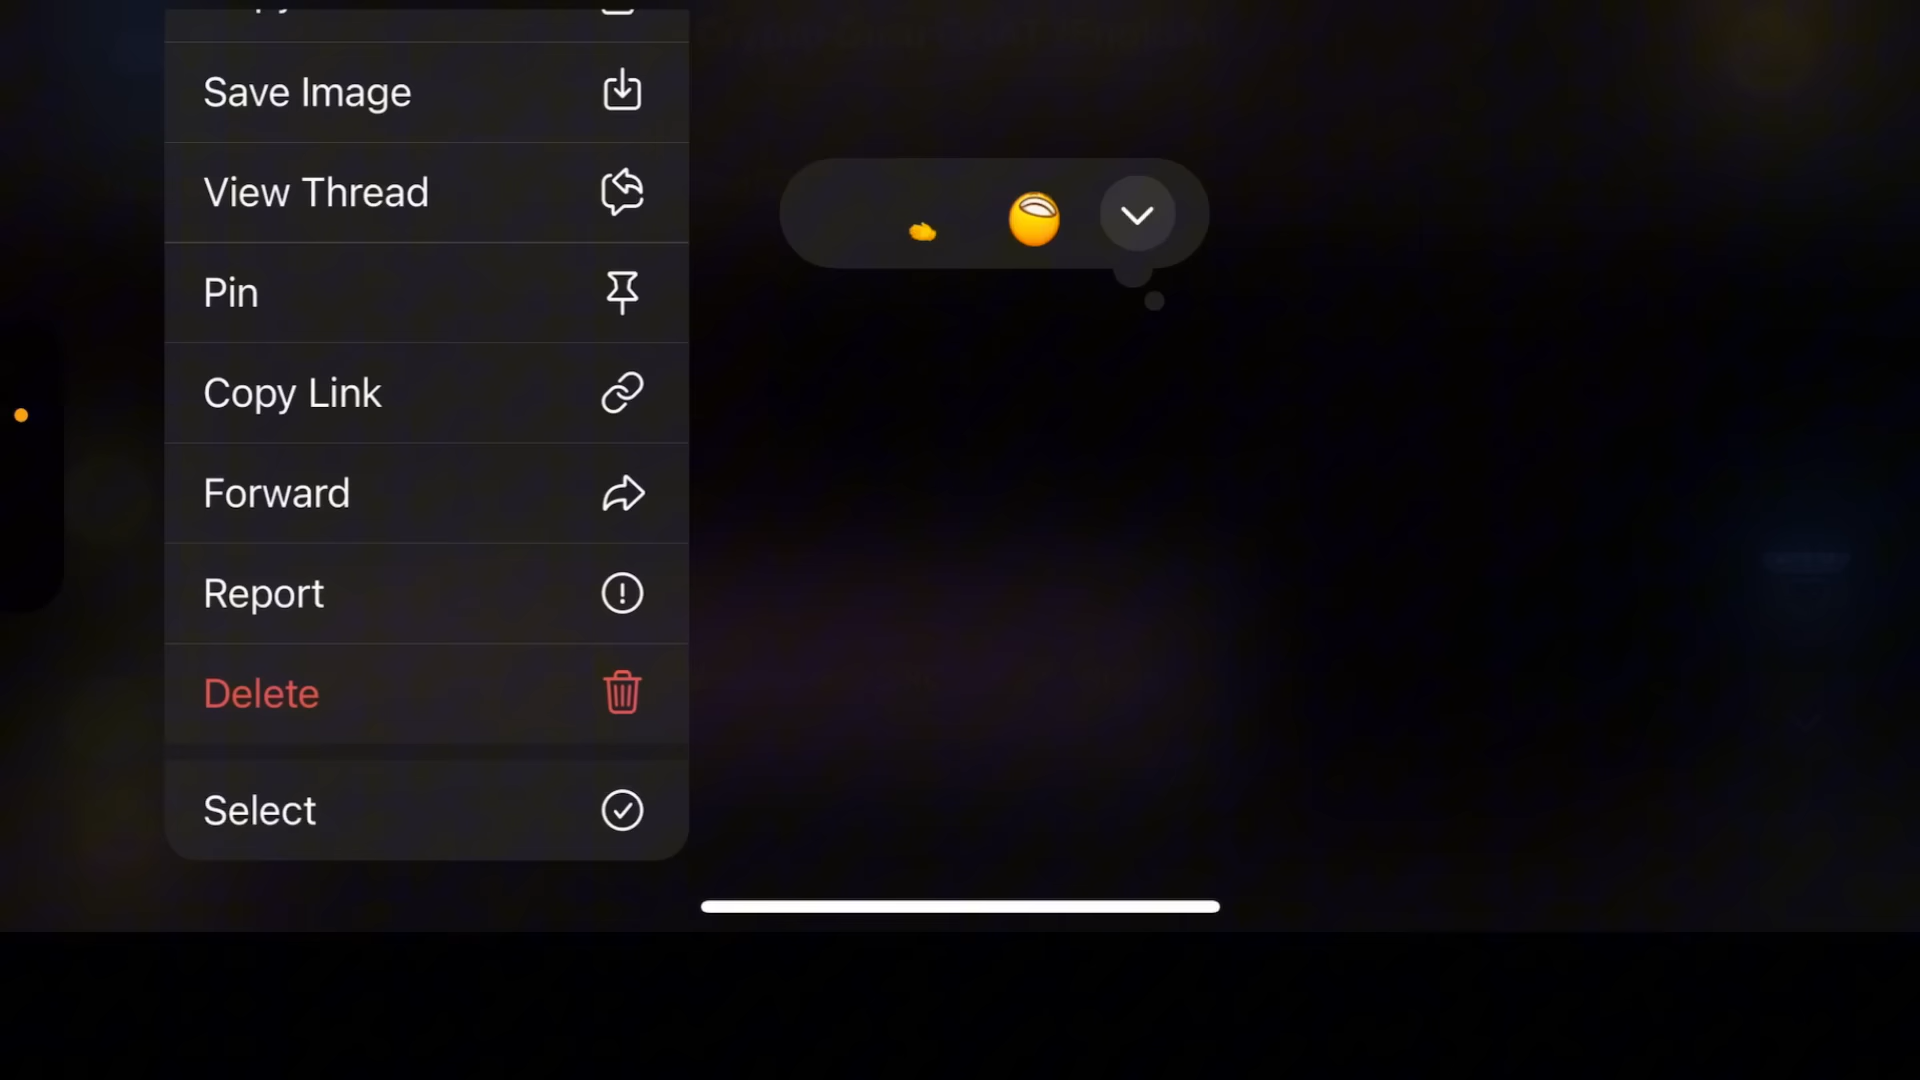 Save Image
View Thread
Pin
Copy Link
Forward
Report
Delete
Select